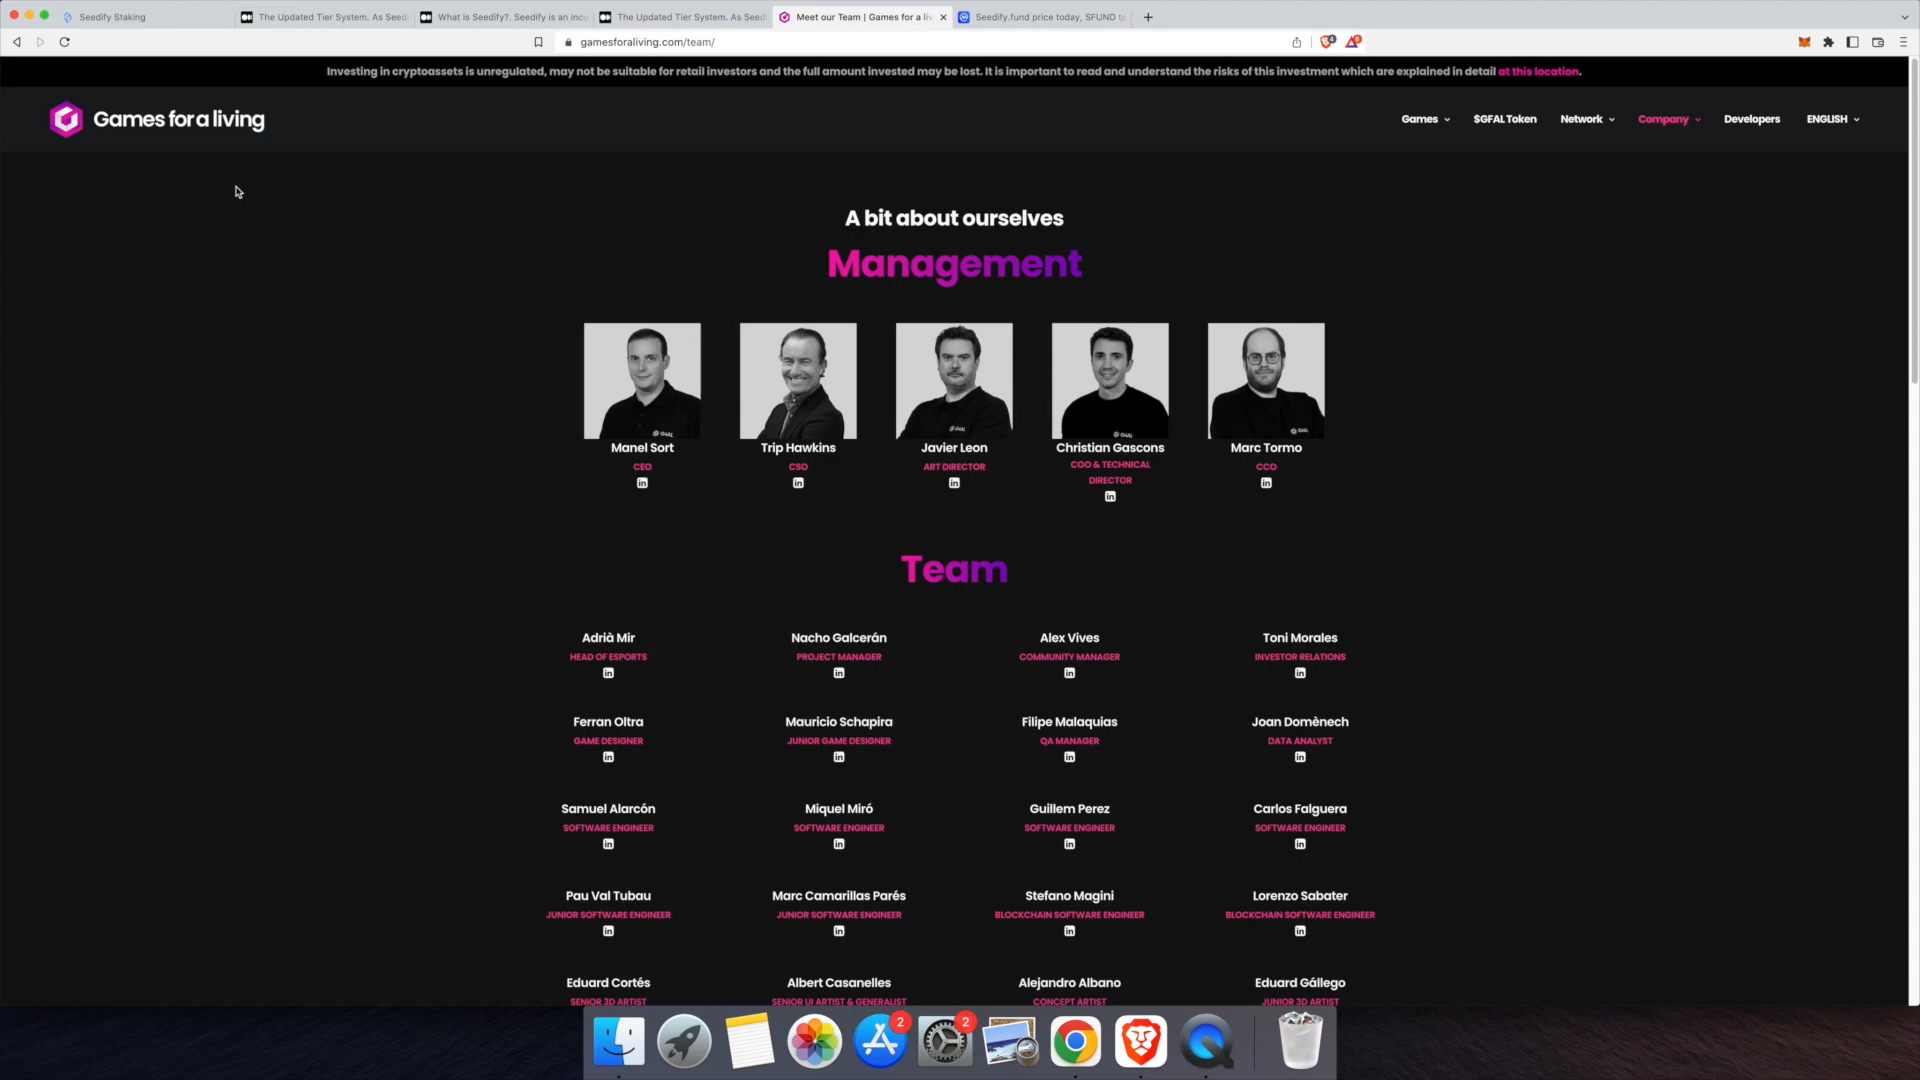 Seedify Staking
The Updated Tier System. As Seedi
What is Seedify?. Seedify is an incu
The Updated Tier System. As Seedi
Meet our Team | Games for a liv
Seedify.fund price today, SFUND to
gamesforaliving.com/team/
Investing in cryptoassets is unregulated, may not be suitable for retail investors and the full amount invested may be lost. It is important to read and understand the risks of this investment which are explained in detail at this location.
Games for a living
Games
$GFAL Token
Network
Company
Developers
ENGLISH
A bit about ourselves
Management
Manel Sort
CEO
Trip Hawkins
CSO
Javier Leon
ART DIRECTOR
Christian Gascons
COO & TECHNICAL
DIRECTOR
Marc Tormo
CCO
Team
Adrià Mir
HEAD OF ESPORTS
Nacho Galcerán
PROJECT MANAGER
Alex Vives
COMMUNITY MANAGER
Toni Morales
INVESTOR RELATIONS
Ferran Oltra
GAME DESIGNER
Mauricio Schapira
JUNIOR GAME DESIGNER
Filipe Malaquias
QA MANAGER
Joan Domènech
DATA ANALYST
Samuel Alarcón
SOFTWARE ENGINEER
Miquel Miró
SOFTWARE ENGINEER
Guillem Perez
SOFTWARE ENGINEER
Carlos Falguera
SOFTWARE ENGINEER
Pau Val Tubau
JUNIOR SOFTWARE ENGINEER
Marc Camarillas Parés
JUNIOR SOFTWARE ENGINEER
Stefano Magini
BLOCKCHAIN SOFTWARE ENGINEER
Lorenzo Sabater
BLOCKCHAIN SOFTWARE ENGINEER
Eduard Cortés
SENIOR 3D ARTIST
Albert Casanelles
SENIOR UI ARTIST & GENERALIST
Alejandro Albano
CONCEPT ARTIST
Eduard Gállego
JUNIOR 3D ARTIST
2
2